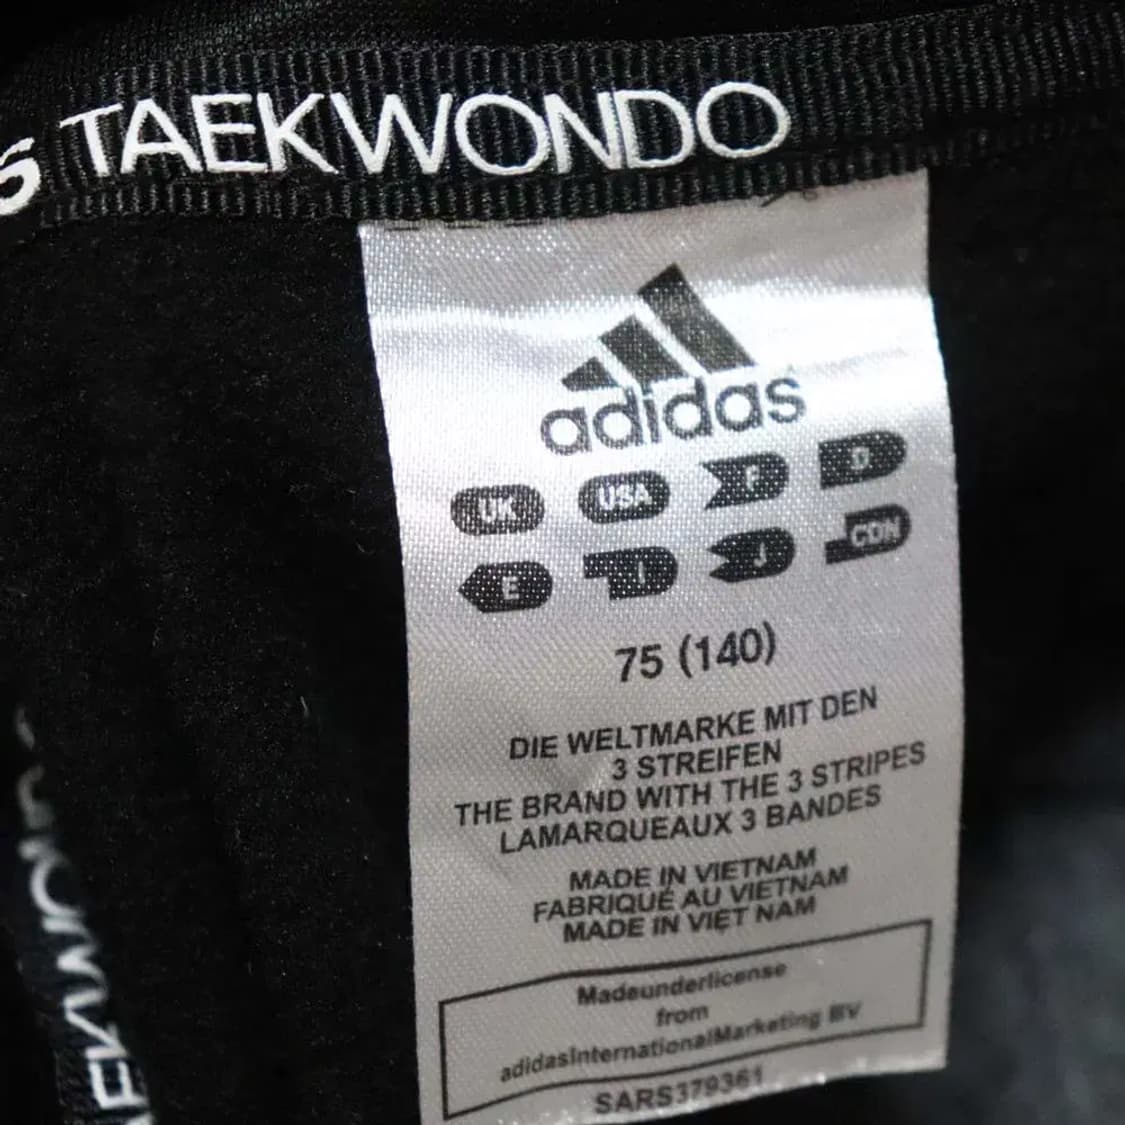 S TAEKWONDO
adidas
UK USA F D
E I J CDN
75 (140)
DIE WELTMARKE MIT DEN
3 STREIFEN
THE BRAND WITH THE 3 STRIPES
LAMARQUEAUX 3 BANDES
MADE IN VIETNAM
FABRIQUÉ AU VIETNAM
MADE IN VIỆT NAM
Madeunderlicense
from
adidasInternationalMarketing BV
SARS379361